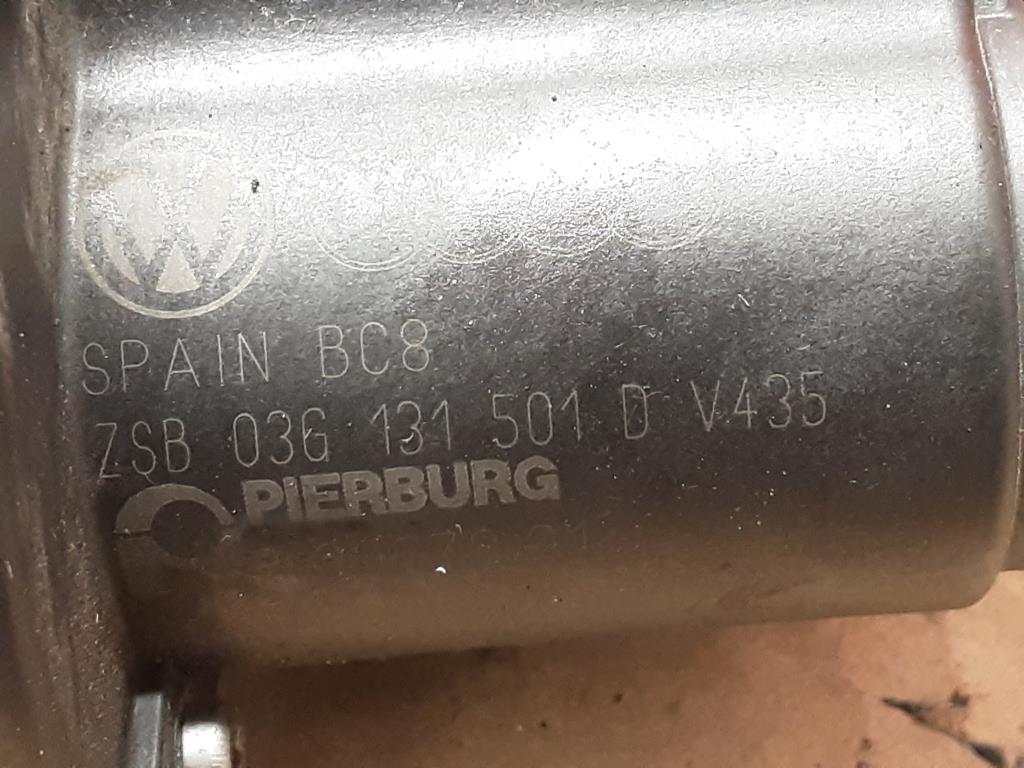 SPAIN BC8
ZSB 03G 131 501 D V435
PIERBURG